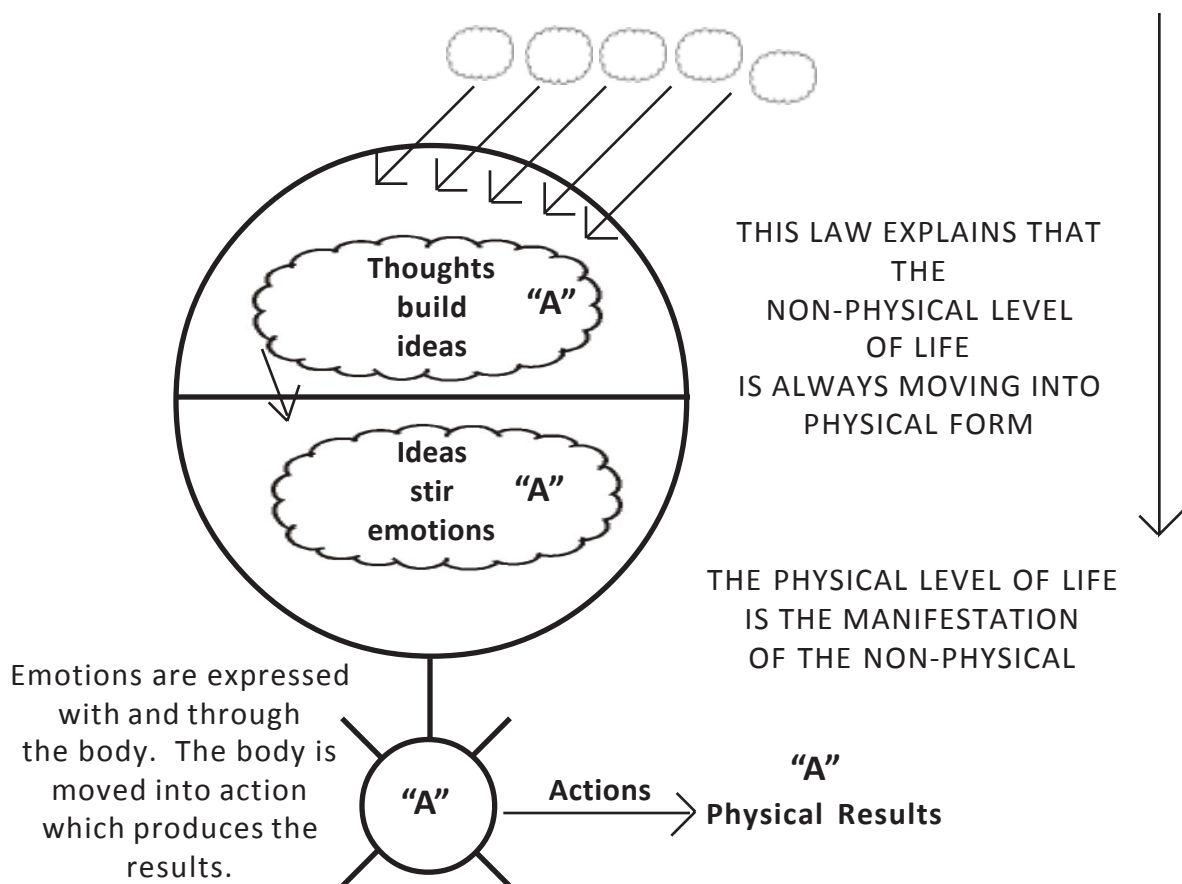 Thoughts
build “A”
ideas
THIS LAW EXPLAINS THAT
THE
NON-PHYSICAL LEVEL
OF LIFE
IS ALWAYS MOVING INTO
PHYSICAL FORM
Ideas
stir “A”
emotions
THE PHYSICAL LEVEL OF LIFE
IS THE MANIFESTATION
OF THE NON-PHYSICAL
Emotions are expressed
with and through
the body. The body is
moved into action
which produces the
results.
“A”
Actions
“A”
Physical Results